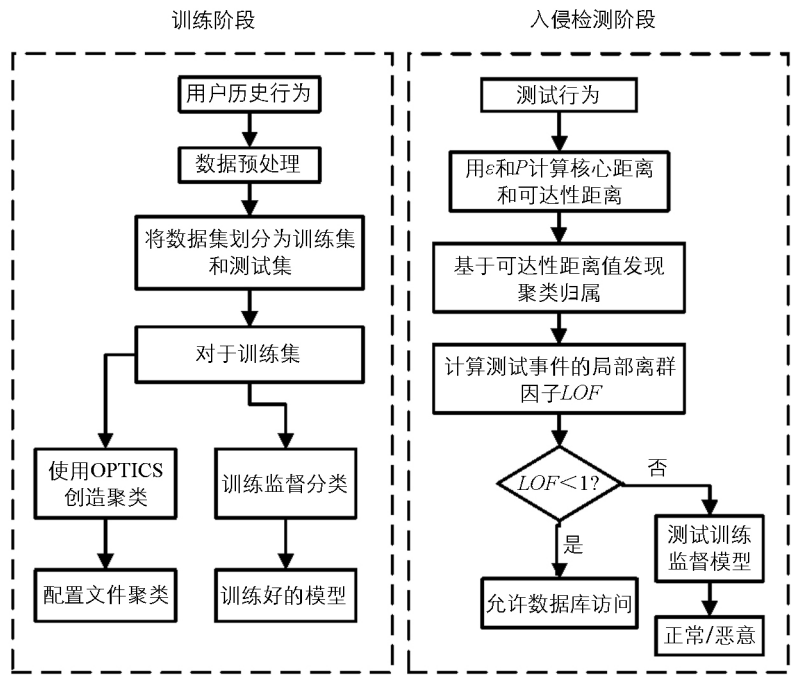 训练阶段
用户历史行为
数据预处理
将数据集划分为训练集
和测试集
对于训练集
使用OPTICS
创造聚类
配置文件聚类
训练监督分类
训练好的模型
入侵检测阶段
测试行为
用ε和P计算核心距离
和可达性距离
基于可达性距离值发现
聚类归属
计算测试事件的局部离群
因子LOF
LOF<1?
是
允许数据库访问
否
测试训练
监督模型
正常/恶意